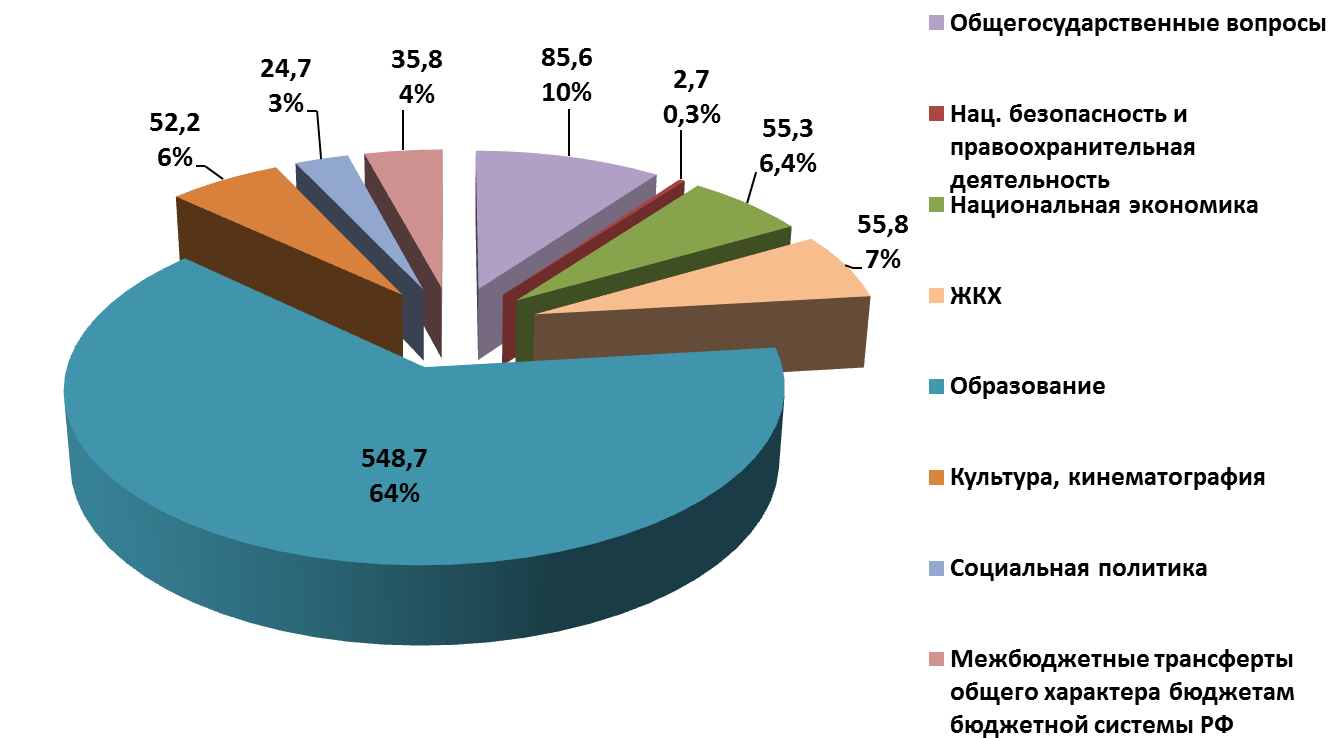 24,7
3%
35,8
4%
85,6
10%
2,7
0,3%
52,2
6%
55,3
6,4%
55,8
7%
548,7
64%
Общегосударственные вопросы
Нац. безопасность и
правоохранительная
деятельность
Национальная экономика
ЖКХ
Образование
Культура, кинематография
Социальная политика
Межбюджетные трансферты
общего характера бюджетам
бюджетной системы РФ